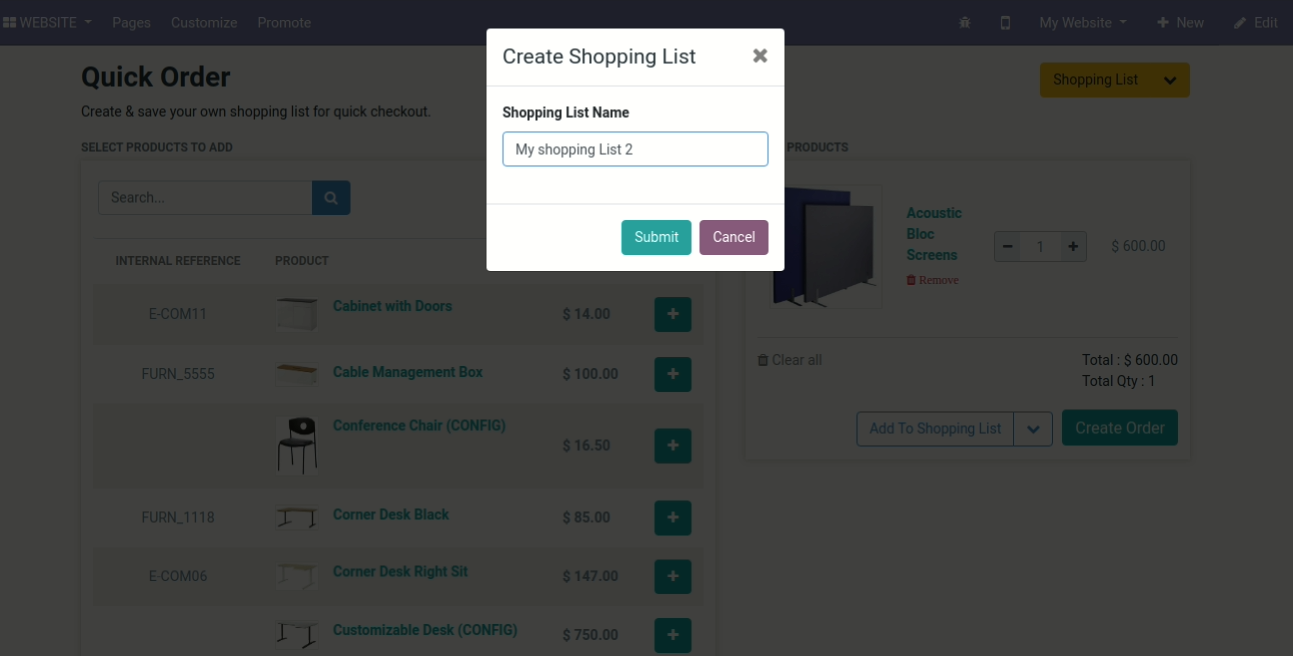 WEBSITE Pages Customize Promote My Website New Edit
Create Shopping List
Quick Order
Shopping List
Create & save your own shopping list for quick checkout.
Shopping List Name
My shopping List 2
SELECT PRODUCTS TO ADD
PRODUCTS
Search...
Submit Cancel
INTERNAL REFERENCE PRODUCT
Acoustic
Bloc
Screens
1 $ 600.00
Remove
E-COM11 Cabinet with Doors $ 14.00
FURN_5555 Cable Management Box $ 100.00
Conference Chair (CONFIG) $ 16.50
FURN_1118 Corner Desk Black $ 85.00
E-COM06 Corner Desk Right Sit $ 147.00
Customizable Desk (CONFIG) $ 750.00
Clear all
Total : $ 600.00
Total Qty : 1
Add To Shopping List Create Order